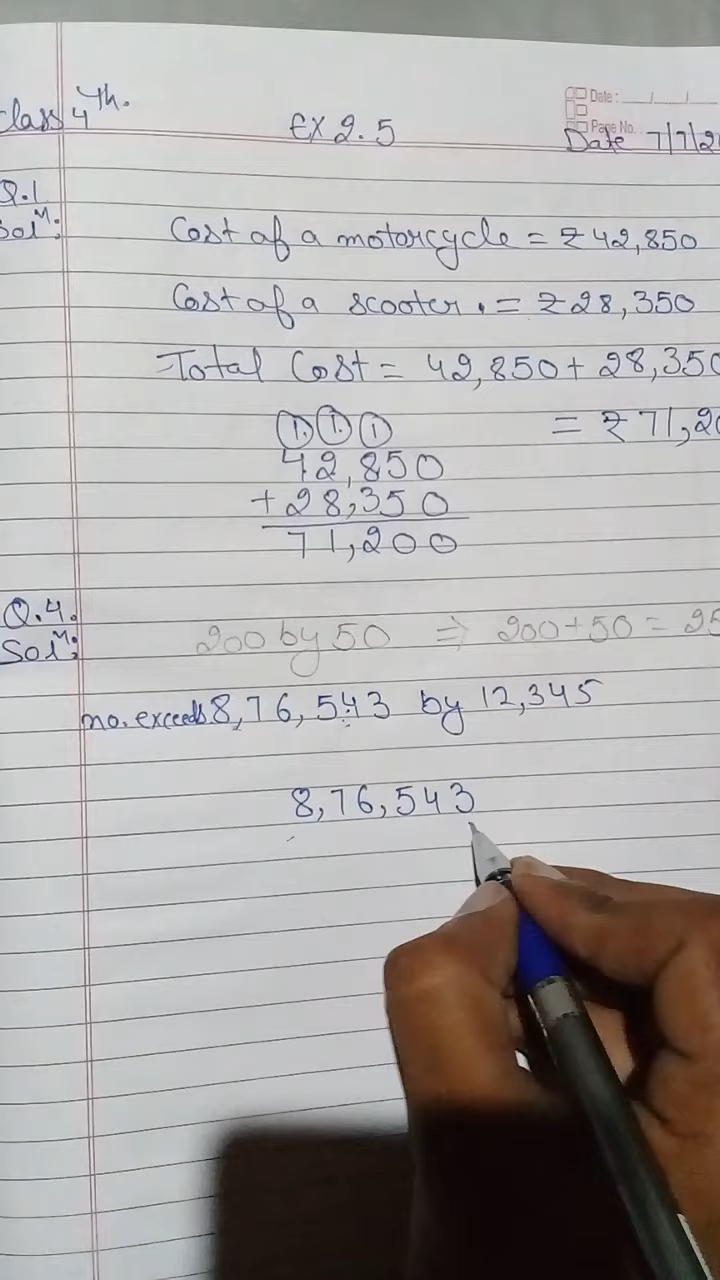 Class 4th.
Ex 2.5
Date :
Page No.
Date 7/7/2
Q.1
Solⁿ:
Cost of a motorcycle = ₹42,850
Cost of a scooter. = ₹28,350
Total Cost = 42,850 + 28,350
= ₹71,20
1. 1. 1
42,850
+28,350
71,200
Q.4.
Solⁿ:
200 by 50 ⇒ 200+50 = 25
no. exceeds 8,76,543 by 12,345
8,76,543